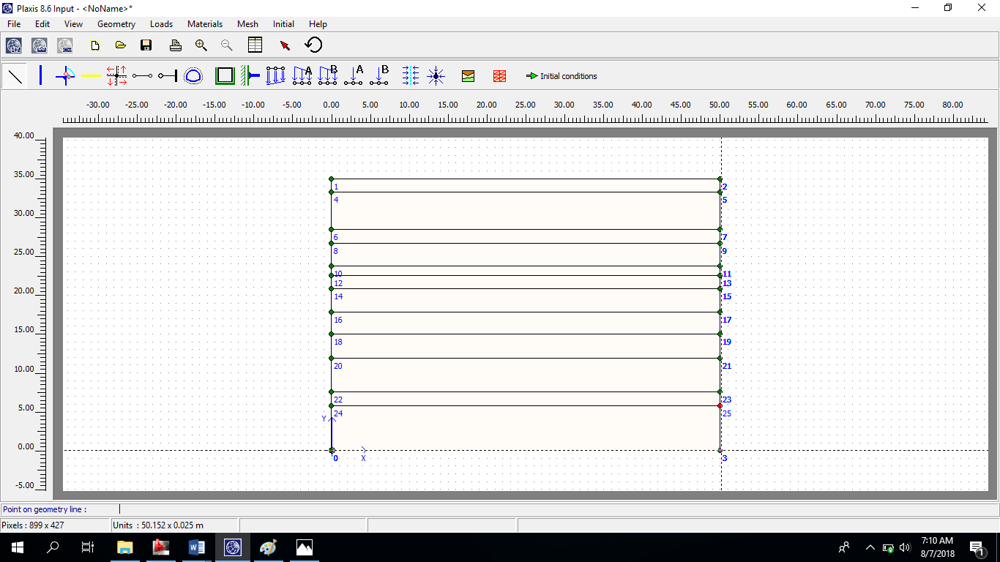 Plaxis 8.6 Input - <NoName>*
File Edit View Geometry Loads Materials Mesh Initial Help
A B A B Initial conditions
-30.00 -25.00 -20.00 -15.00 -10.00 -5.00 0.00 5.00 10.00 15.00 20.00 25.00 30.00 35.00 40.00 45.00 50.00 55.00 60.00 65.00 70.00 75.00 80.00
40.00
35.00
1 2
4 5
30.00
6 7
8 9
25.00
10 11
12 13
20.00
14 15
16 17
15.00
18 19
20 21
10.00
22 23
5.00
24 25
Y
0.00
0 X 3
-5.00
Point on geometry line :
Pixels : 899 x 427 Units : 50.152 x 0.025 m
7:10 AM
8/7/2018
1